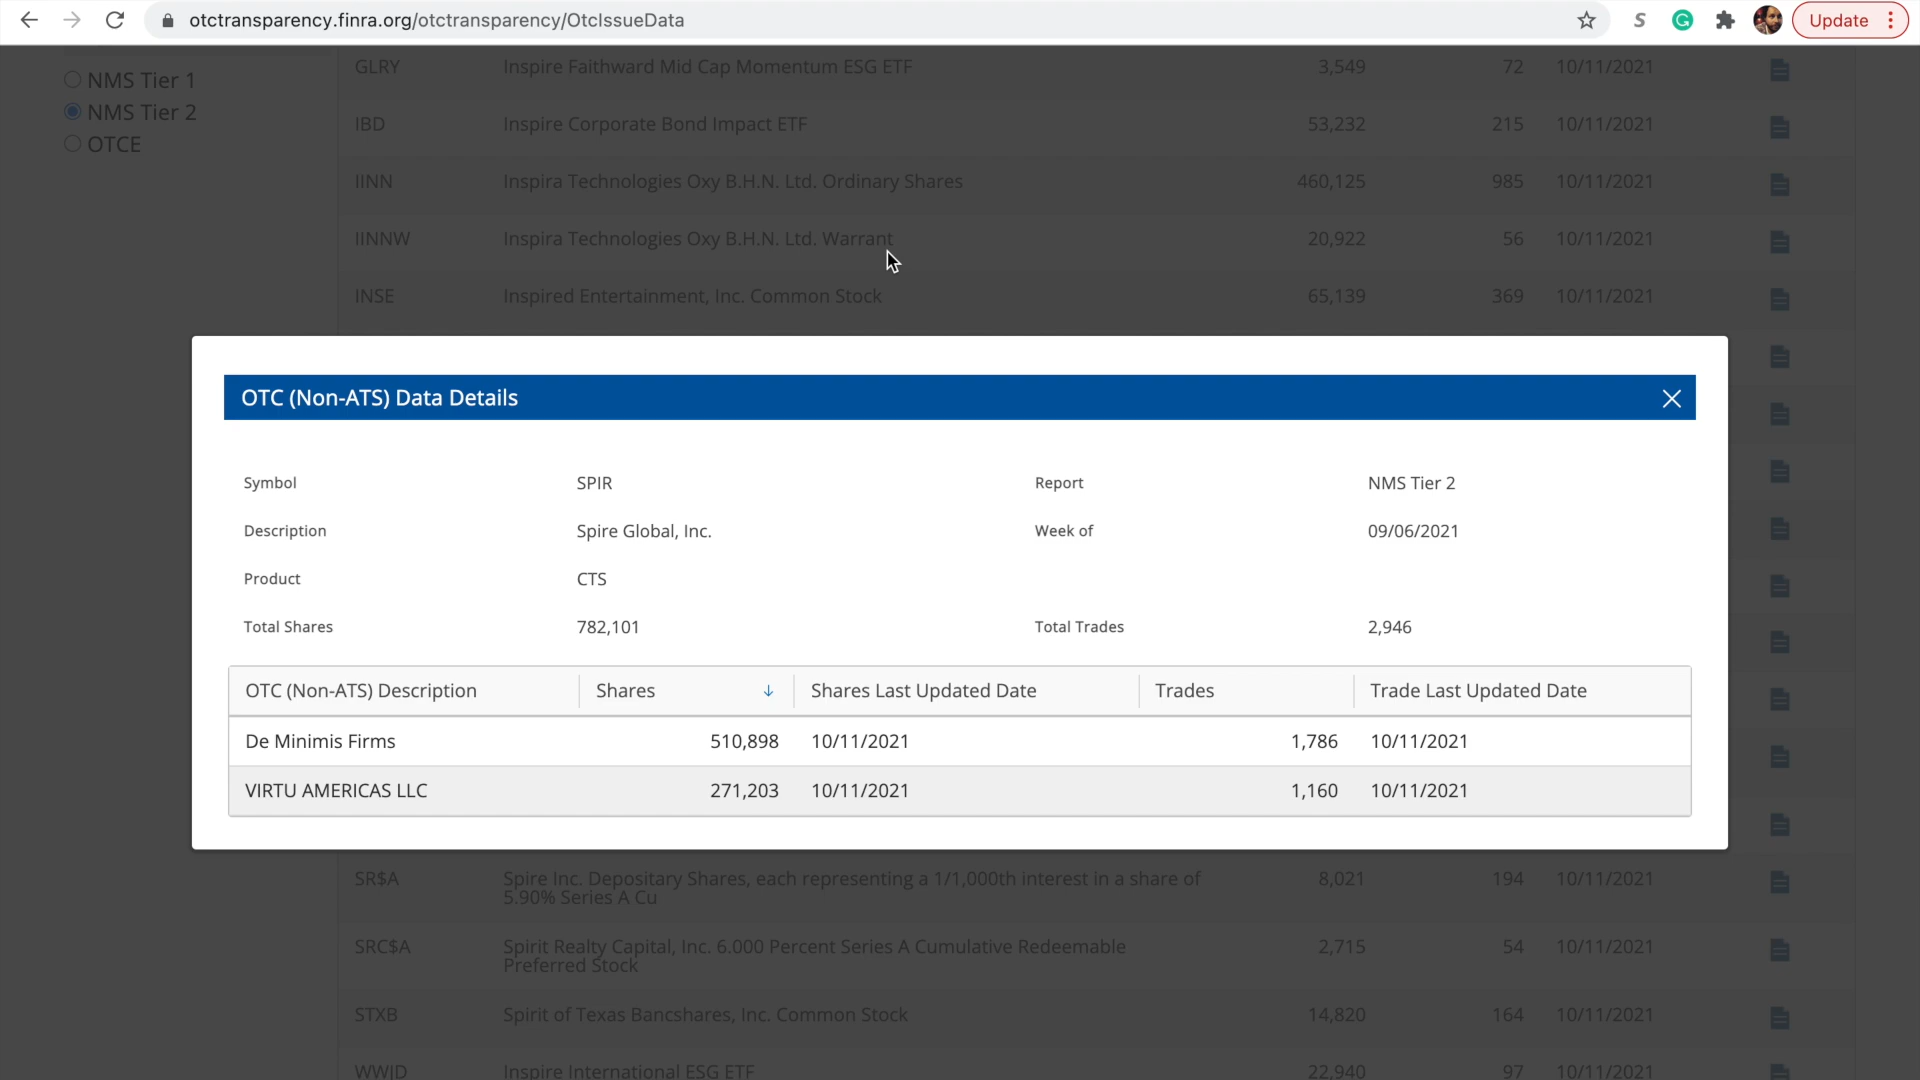 otctransparency.finra.org/otctransparency/OtcIssueData
S
G
Update
NMS Tier 1
NMS Tier 2
OTCE
GLRY Inspire Faithward Mid Cap Momentum ESG ETF 3,549 72 10/11/2021
IBD Inspire Corporate Bond Impact ETF 53,232 215 10/11/2021
IINN Inspira Technologies Oxy B.H.N. Ltd. Ordinary Shares 460,125 985 10/11/2021
IINNW Inspira Technologies Oxy B.H.N. Ltd. Warrant 20,922 56 10/11/2021
INSE Inspired Entertainment, Inc. Common Stock 65,139 369 10/11/2021
OTC (Non-ATS) Data Details
Symbol SPIR Report NMS Tier 2
Description Spire Global, Inc. Week of 09/06/2021
Product CTS
Total Shares 782,101 Total Trades 2,946
OTC (Non-ATS) Description Shares Shares Last Updated Date Trades Trade Last Updated Date
De Minimis Firms 510,898 10/11/2021 1,786 10/11/2021
VIRTU AMERICAS LLC 271,203 10/11/2021 1,160 10/11/2021
SR$A Spire Inc. Depositary Shares, each representing a 1/1,000th interest in a share of 8,021 194 10/11/2021
5.90% Series A Cu
SRC$A Spirit Realty Capital, Inc. 6.000 Percent Series A Cumulative Redeemable 2,715 54 10/11/2021
Preferred Stock
STXB Spirit of Texas Bancshares, Inc. Common Stock 14,820 164 10/11/2021
WWJD Inspire International ESG ETF 22,940 97 10/11/2021